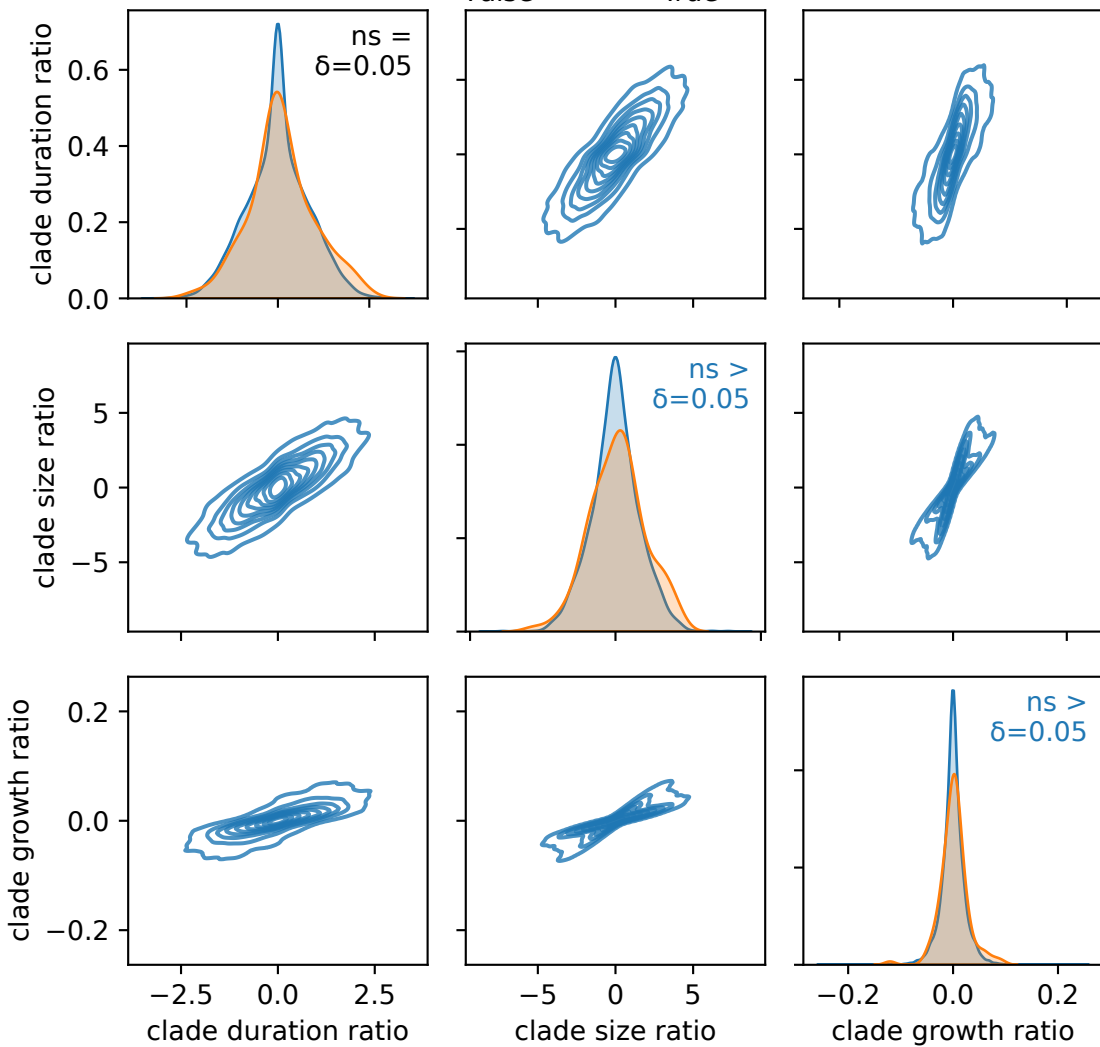 clade duration ratio
0.6
0.4
0.2
0.0
ns =
δ=0.05
clade size ratio
5
0
−5
ns >
δ=0.05
clade growth ratio
0.2
0.0
−0.2
ns >
δ=0.05
−2.5 0.0 2.5
−5 0 5
−0.2 0.0 0.2
clade duration ratio
clade size ratio
clade growth ratio